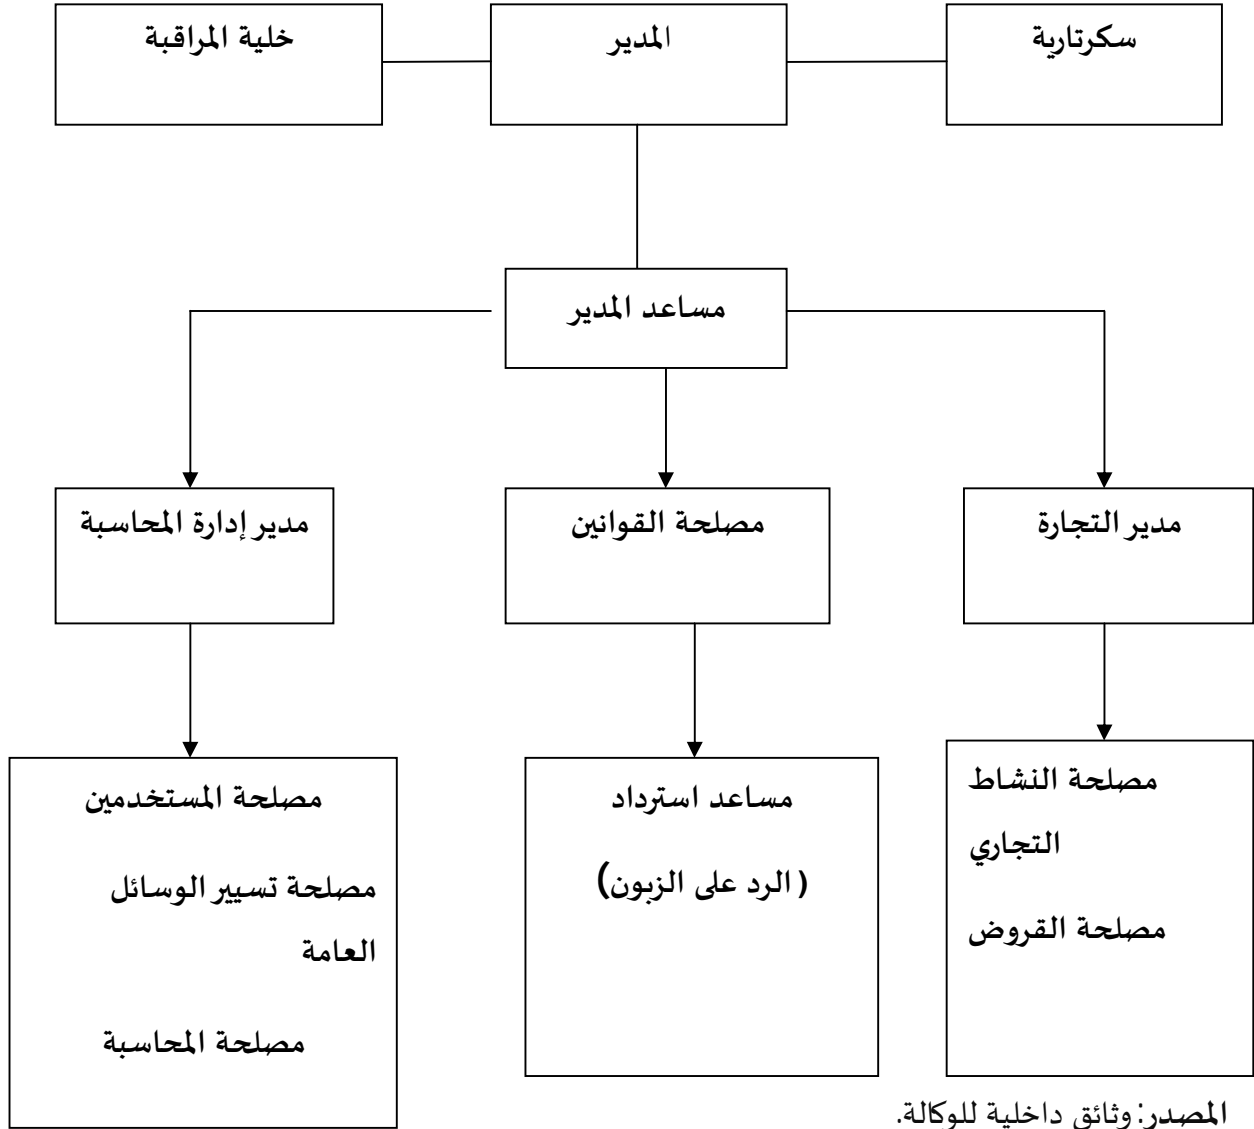 سكرتارية
المدير
خلية المراقبة
مساعد المدير
مدير التجارة
مصلحة القوانين
مدير إدارة المحاسبة
مصلحة النشاط
التجاري
مصلحة القروض
مساعد استرداد
(الرد على الزبون)
مصلحة المستخدمين
مصلحة تسيير الوسائل
العامة
مصلحة المحاسبة
المصدر: وثائق داخلية للوكالة.